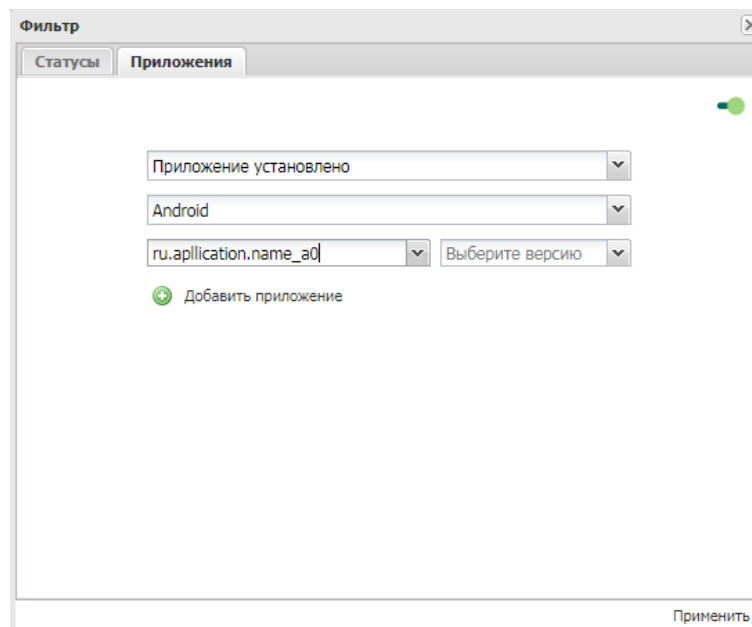 Фильтр
Статусы Приложения
Приложение установлено
Android
ru.apllication.name_a0 Выберите версию
Добавить приложение
Применить